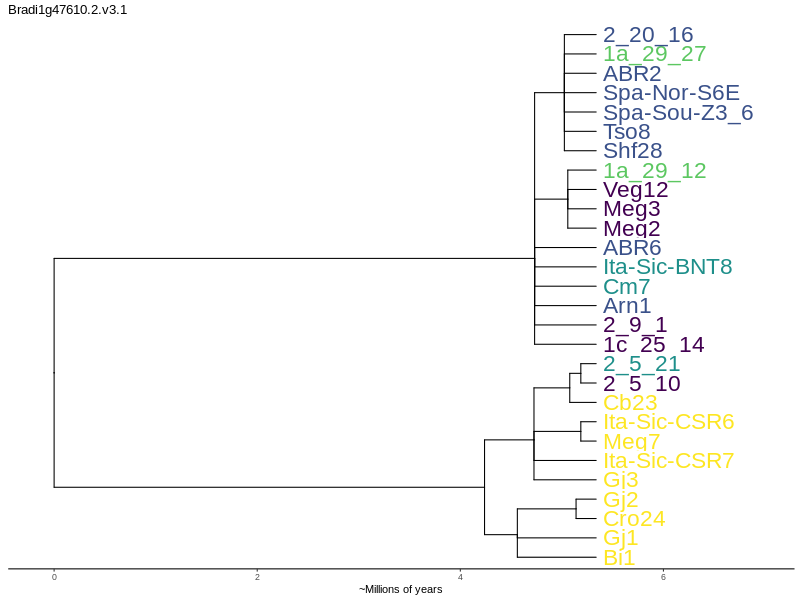 Bradi1g47610.2.v3.1
2_20_16
1a_29_27
ABR2
Spa-Nor-S6E
Spa-Sou-Z3_6
Tso8
Shf28
1a_29_12
Veg12
Meg3
Meg2
ABR6
Ita-Sic-BNT8
Cm7
Arn1
2_9_1
1c_25_14
2_5_21
2_5_10
Cb23
Ita-Sic-CSR6
Meg7
Ita-Sic-CSR7
Gj3
Gj2
Cro24
Gj1
Bi1
0 2 4 6
~Millions of years